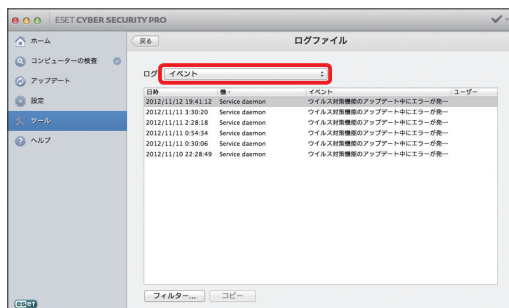 ESET CYBER SECURITY PRO
ホーム
コンピューターの検査
アップデート
設定
ツール
ヘルプ
戻る
ログファイル
ログ
イベント
日時 機 イベント ユーザー
2012/11/12 19:41:12 Service daemon ウイルス対策機能のアップデート中にエラーが発…
2012/11/11 3:30:20 Service daemon ウイルス対策機能のアップデート中にエラーが発…
2012/11/11 2:28:18 Service daemon ウイルス対策機能のアップデート中にエラーが発…
2012/11/11 0:54:34 Service daemon ウイルス対策機能のアップデート中にエラーが発…
2012/11/11 0:30:06 Service daemon ウイルス対策機能のアップデート中にエラーが発…
2012/11/10 22:28:49 Service daemon ウイルス対策機能のアップデート中にエラーが発…
フィルター... コピー
eseT